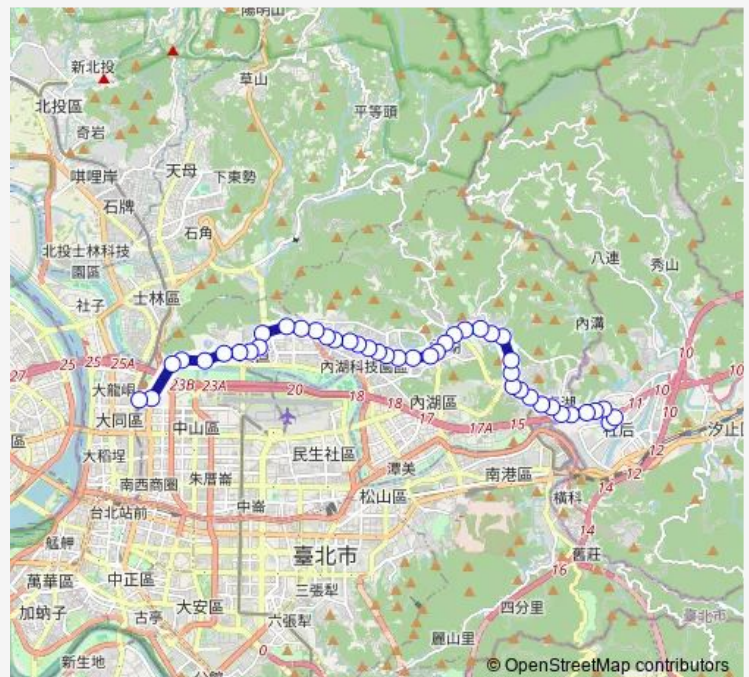 陽明山
新北投
草山
北投區
平等頭
奇岩
天母
下東勢
唭哩岸
石牌
石角
北投士林科技
園區
八連
秀山
社子
士林區
內溝
10
10
25
25A
內湖科技園區
27
大龍峒
23B
23A
20
18
18
17
內湖區
17A
15
11
10
10
大同區
中山區
社后
汐止區
大稻埕
民生社區
潭美
南港區
12
12
南西商圈
朱厝崙
松山區
14
台北站前
中崙
橫科
14
艋舺
臺北市
舊莊
16
萬華區
中正區
三張犁
大安區
四分里
加蚋子
古亭
六張犁
臺北市
麗山里
新生地
© OpenStreetMap contributors